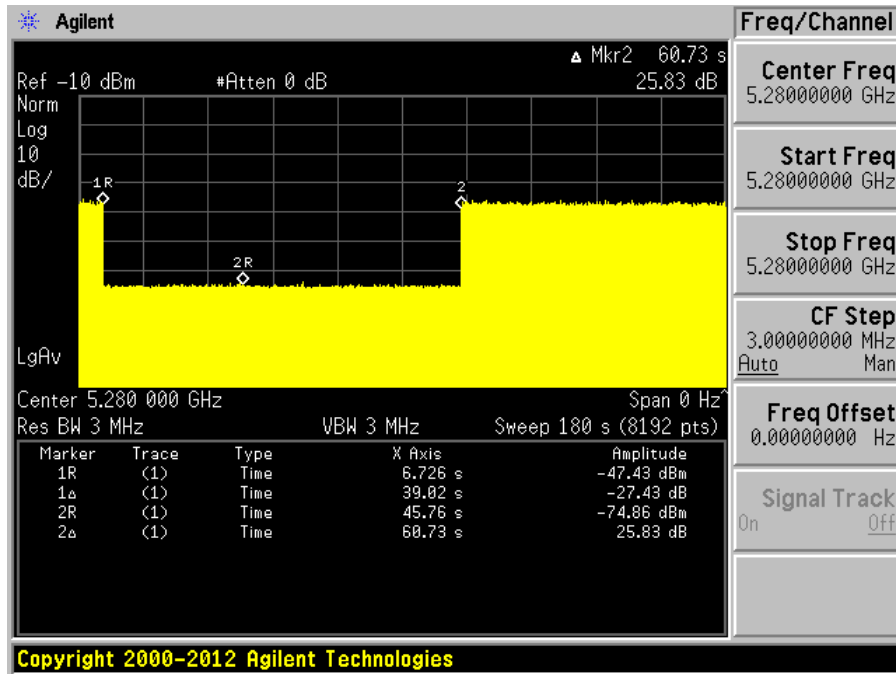 Agilent
Freq/Channel
Δ Mkr2 60.73 s
Ref -10 dBm #Atten 0 dB 25.83 dB
Norm
Log
10
dB/
1R
2
2R
LgAv
Center 5.280 000 GHz Span 0 Hz^
Res BW 3 MHz VBW 3 MHz Sweep 180 s (8192 pts)
Marker Trace Type X Axis Amplitude
1R (1) Time 6.726 s -47.43 dBm
1Δ (1) Time 39.02 s -27.43 dB
2R (1) Time 45.76 s -74.86 dBm
2Δ (1) Time 60.73 s 25.83 dB
Center Freq
5.28000000 GHz
Start Freq
5.28000000 GHz
Stop Freq
5.28000000 GHz
CF Step
3.00000000 MHz
Auto Man
Freq Offset
0.00000000 Hz
Signal Track
On Off
Copyright 2000-2012 Agilent Technologies